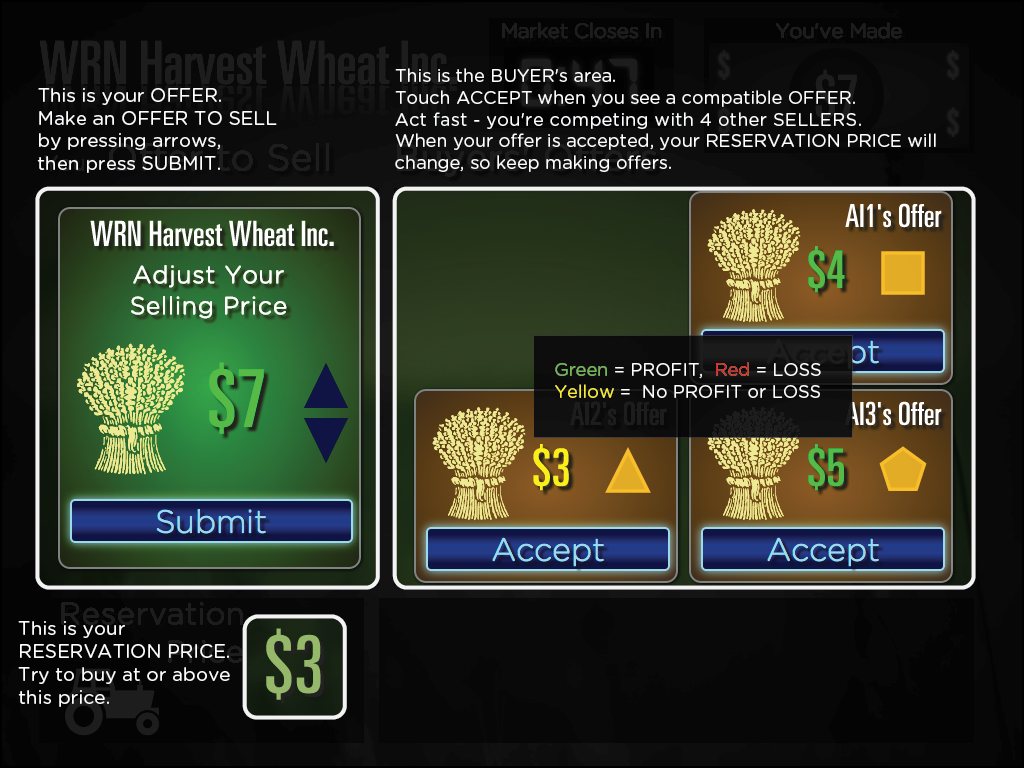 WRN Harvest Wheat Inc.
Market Closes In
You've Made
$ $7 $
$
This is your OFFER.
Make an OFFER TO SELL
by pressing arrows,
then press SUBMIT.
to Sell
This is the BUYER's area.
Touch ACCEPT when you see a compatible OFFER.
Act fast - you're competing with 4 other SELLERS.
When your offer is accepted, your RESERVATION PRICE will
change, so keep making offers.
WRN Harvest Wheat Inc.
Adjust Your
Selling Price
$7
Submit
AI1's Offer
$4
Accept
Green = PROFIT, Red = LOSS
Yellow = No PROFIT or LOSS
AI2's Offer
$3
Accept
AI3's Offer
$5
Accept
Reservation
Price
This is your
RESERVATION PRICE.
Try to buy at or above
this price.
$3